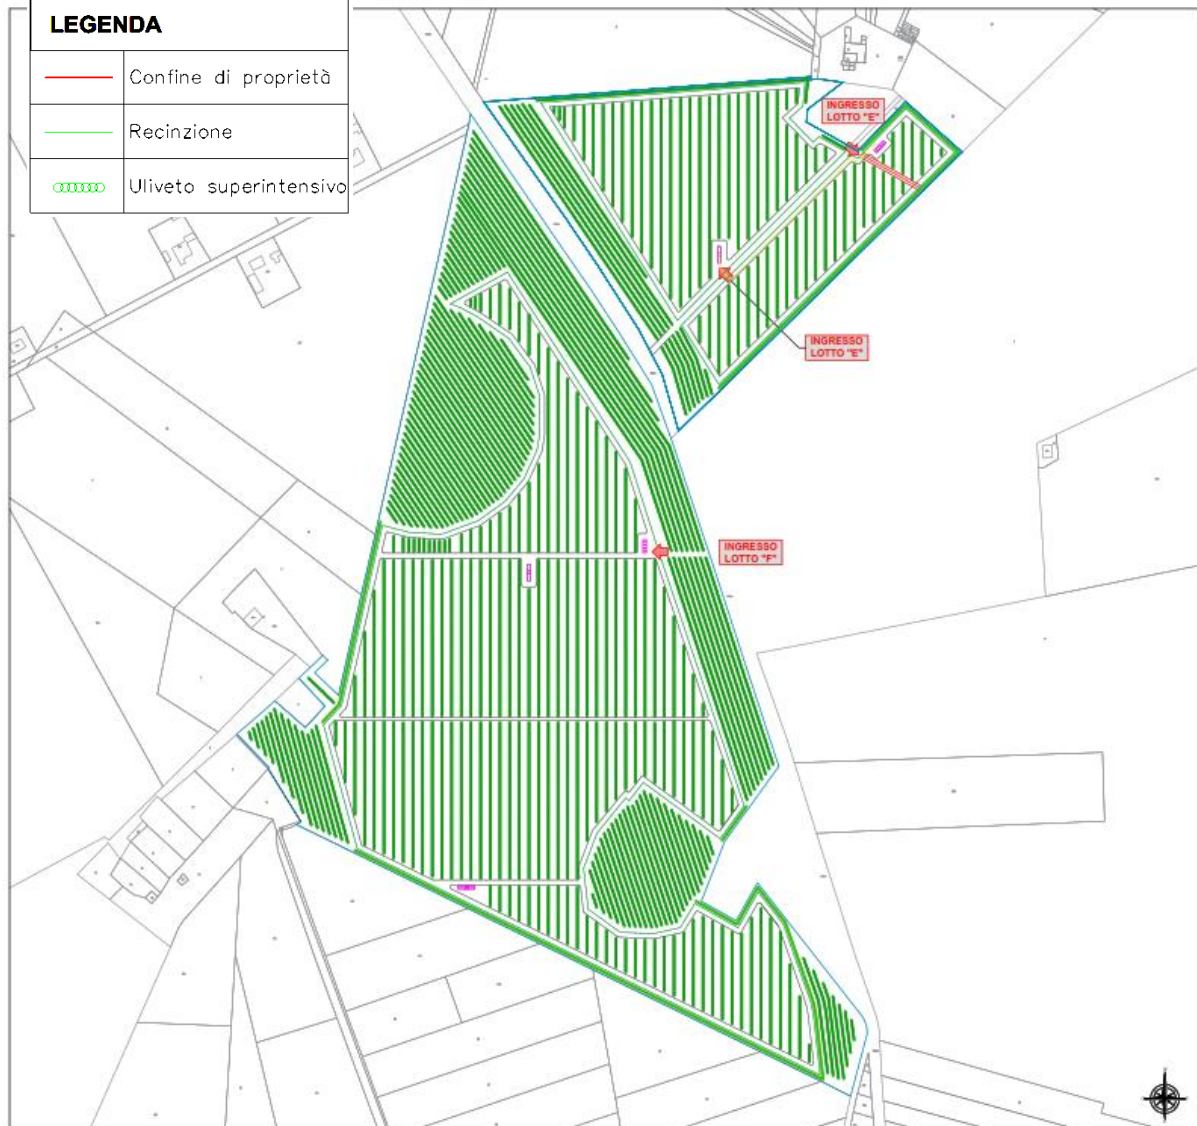 LEGENDA
Confine di proprietà
Recinzione
Uliveto superintensivo
INGRESSO
LOTTO "E"
INGRESSO
LOTTO "E"
INGRESSO
LOTTO "F"